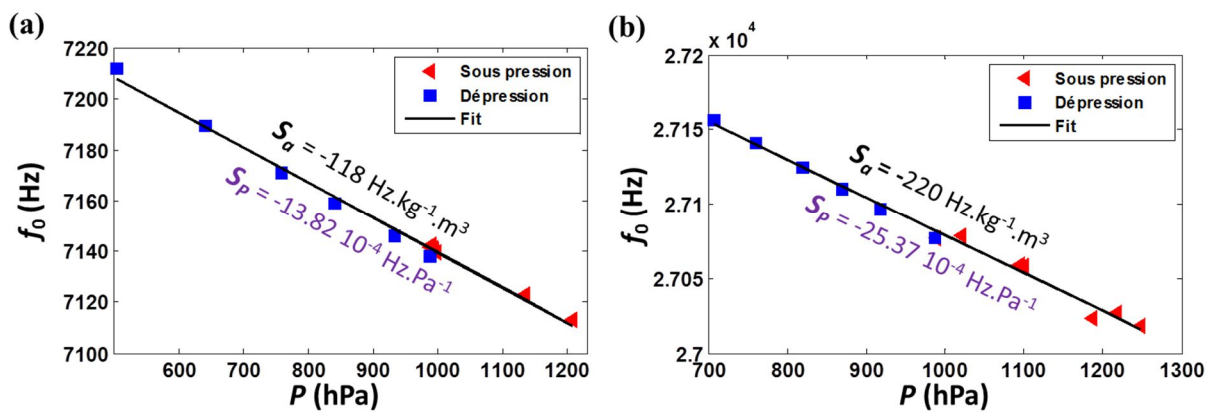 (a)
7220
7200
7180
7160
7140
7120
7100
f0 (Hz)
600 700 800 900 1000 1100 1200
P (hPa)
Sous pression
Dépression
Fit
Sa = -118 Hz.kg-1.m3
SP = -13.82 10-4 Hz.Pa-1
(b)
x 104
2.72
2.715
2.71
2.705
2.7
f0 (Hz)
700 800 900 1000 1100 1200 1300
P (hPa)
Sous pression
Dépression
Fit
Sa = -220 Hz.kg-1.m3
SP = -25.37 10-4 Hz.Pa-1